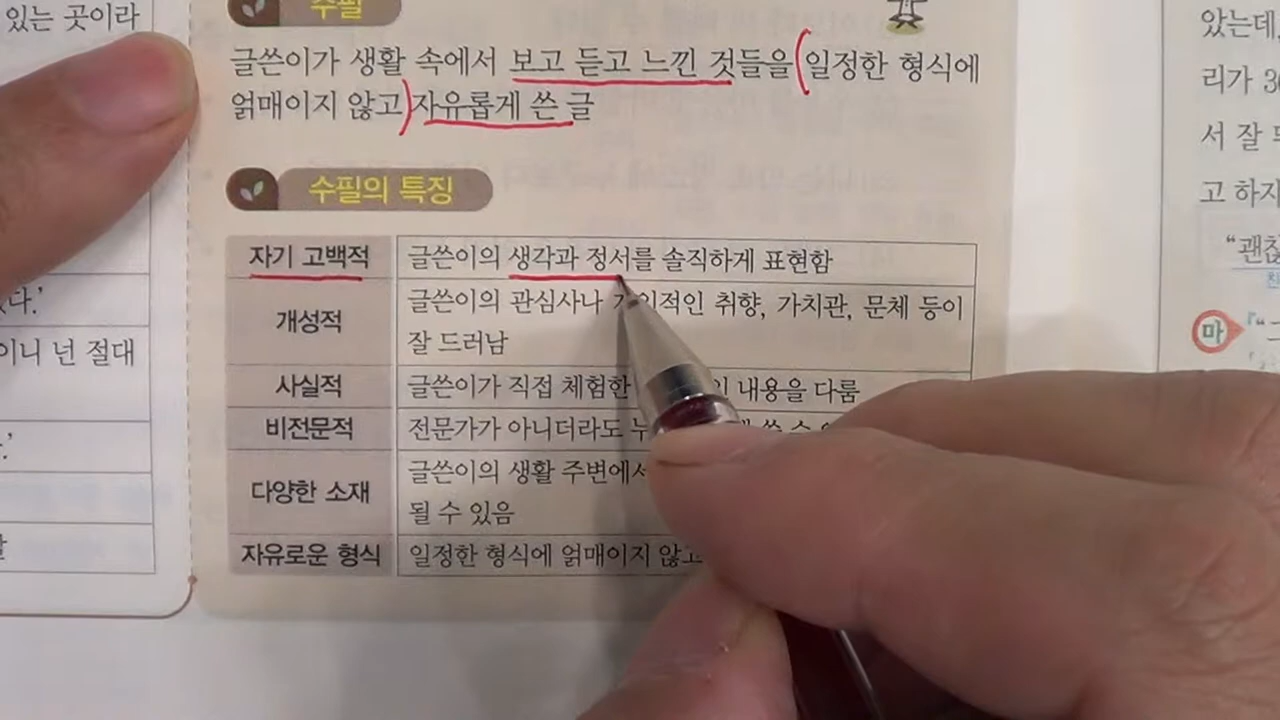 있는 곳이라
이니 넌 절대
수필
글쓴이가 생활 속에서 보고 듣고 느낀 것들을 일정한 형식에
얽매이지 않고 자유롭게 쓴 글
수필의 특징
자기 고백적 글쓴이의 생각과 정서를 솔직하게 표현함
개성적 글쓴이의 관심사나 개인적인 취향, 가치관, 문체 등이
잘 드러남
사실적 글쓴이가 직접 체험한 내용을 다룸
비전문적 전문가가 아니더라도
다양한 소재 글쓴이의 생활 주변에서
될 수 있음
자유로운 형식 일정한 형식에 얽매이지 않고
았는데,
리가
서 잘
고 하지
마